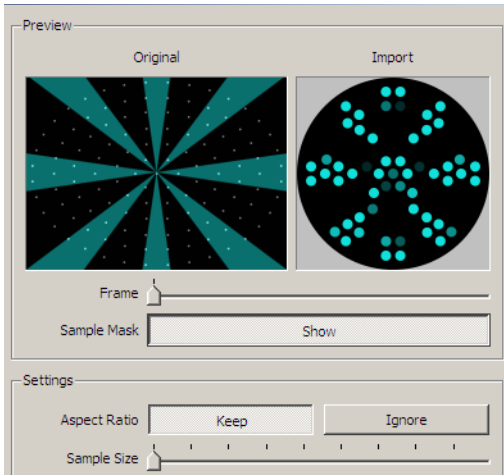 Preview
Original Import
Frame
Sample Mask Show
Settings
Aspect Ratio Keep Ignore
Sample Size